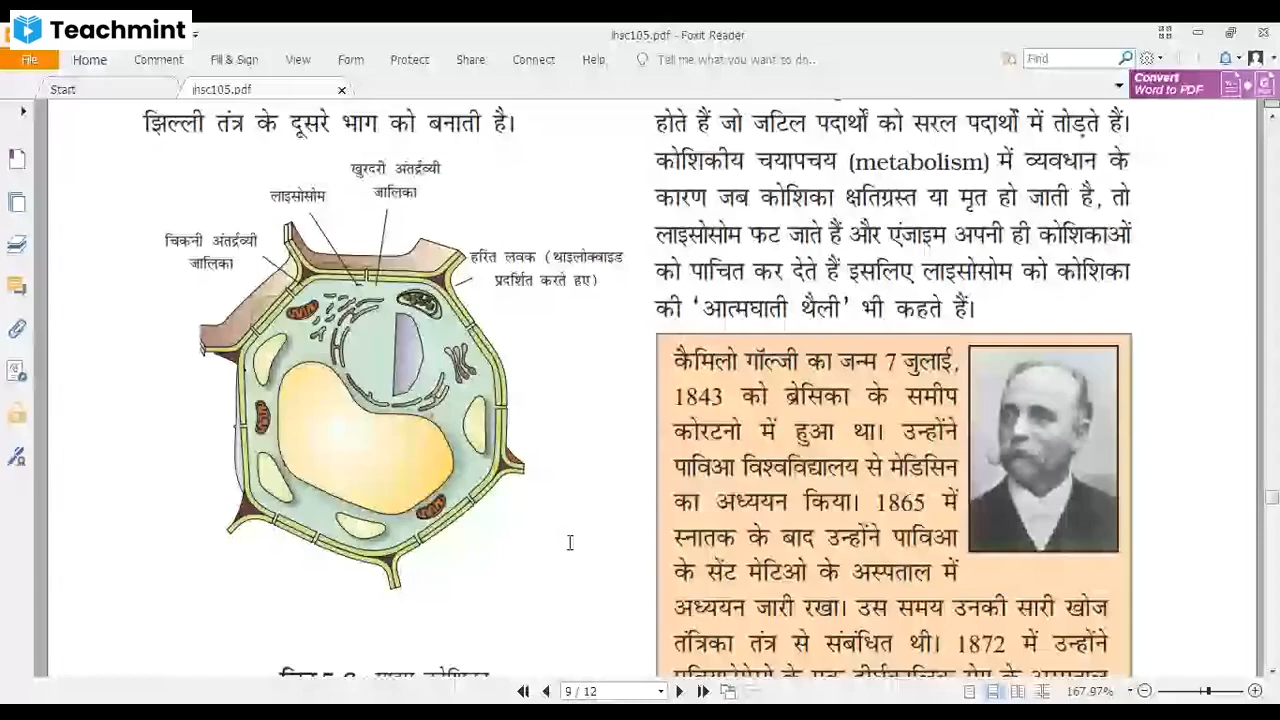 Teachmint
ihsc105.pdf - Foxit Reader
File Home Comment Fill & Sign View Form Protect Share Connect Help Tell me what you want to do.. Find
Start jhsc105.pdf
Convert
Word to PDF
झिल्ली तंत्र के दूसरे भाग को बनाती है।
खुरदरी अंतर्द्रव्यी
जालिका
लाइसोसोम
चिकनी अंतर्द्रव्यी
जालिका
हरित लवक (थाइलोक्वाइड
प्रदर्शित करते हुए)
होते हैं जो जटिल पदार्थों को सरल पदार्थों में तोड़ते हैं।
कोशिकीय चयापचय (metabolism) में व्यवधान के
कारण जब कोशिका क्षतिग्रस्त या मृत हो जाती है, तो
लाइसोसोम फट जाते हैं और एंजाइम अपनी ही कोशिकाओं
को पाचित कर देते हैं इसलिए लाइसोसोम को कोशिका
की ‘आत्मघाती थैली’ भी कहते हैं।
कैमिलो गॉल्जी का जन्म 7 जुलाई,
1843 को ब्रेसिका के समीप
कोरटनो में हुआ था। उन्होंने
पाविआ विश्वविद्यालय से मेडिसिन
का अध्ययन किया। 1865 में
स्नातक के बाद उन्होंने पाविआ
के सेंट मेटिओ के अस्पताल में
अध्ययन जारी रखा। उस समय उनकी सारी खोज
तंत्रिका तंत्र से संबंधित थी। 1872 में उन्होंने
9 / 12
167.97%